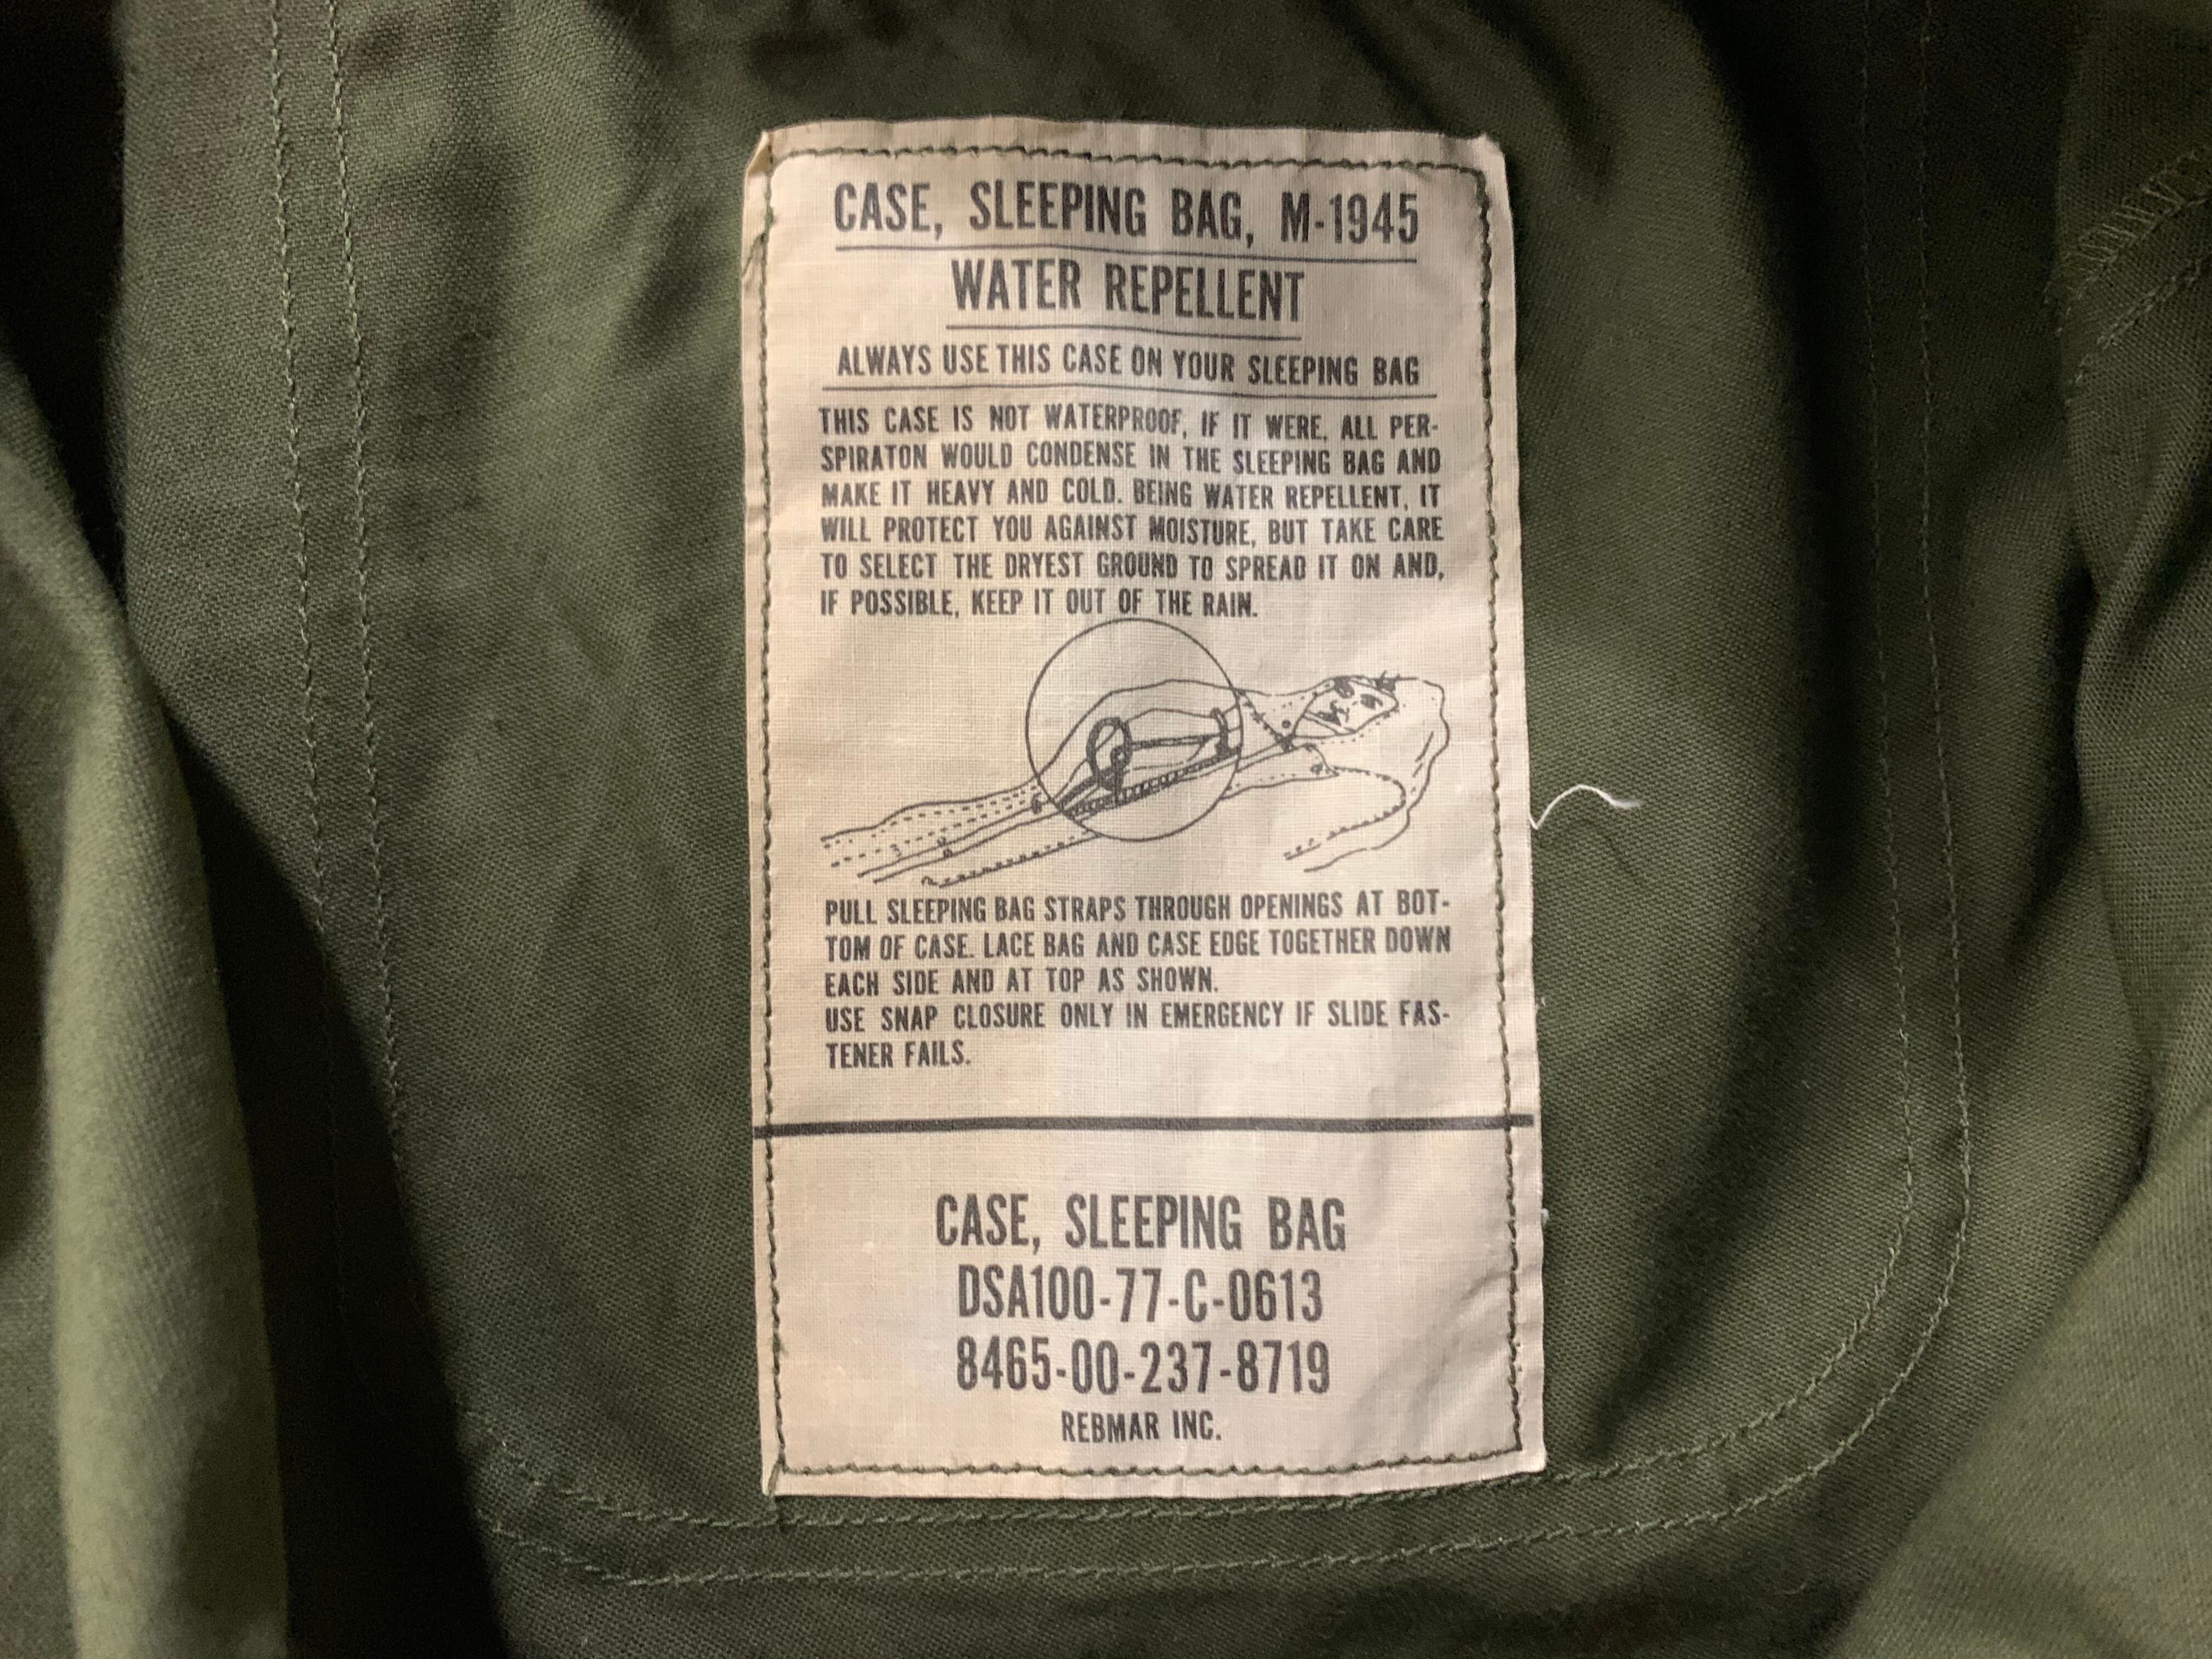 CASE, SLEEPING BAG, M-1945
WATER REPELLENT
ALWAYS USE THIS CASE ON YOUR SLEEPING BAG
THIS CASE IS NOT WATERPROOF, IF IT WERE, ALL PER-
SPIRATON WOULD CONDENSE IN THE SLEEPING BAG AND
MAKE IT HEAVY AND COLD. BEING WATER REPELLENT, IT
WILL PROTECT YOU AGAINST MOISTURE, BUT TAKE CARE
TO SELECT THE DRYEST GROUND TO SPREAD IT ON AND,
IF POSSIBLE, KEEP IT OUT OF THE RAIN.
PULL SLEEPING BAG STRAPS THROUGH OPENINGS AT BOT-
TOM OF CASE. LACE BAG AND CASE EDGE TOGETHER DOWN
EACH SIDE AND AT TOP AS SHOWN.
USE SNAP CLOSURE ONLY IN EMERGENCY IF SLIDE FAS-
TENER FAILS.
CASE, SLEEPING BAG
DSA100-77-C-0613
8465-00-237-8719
REBMAR INC.